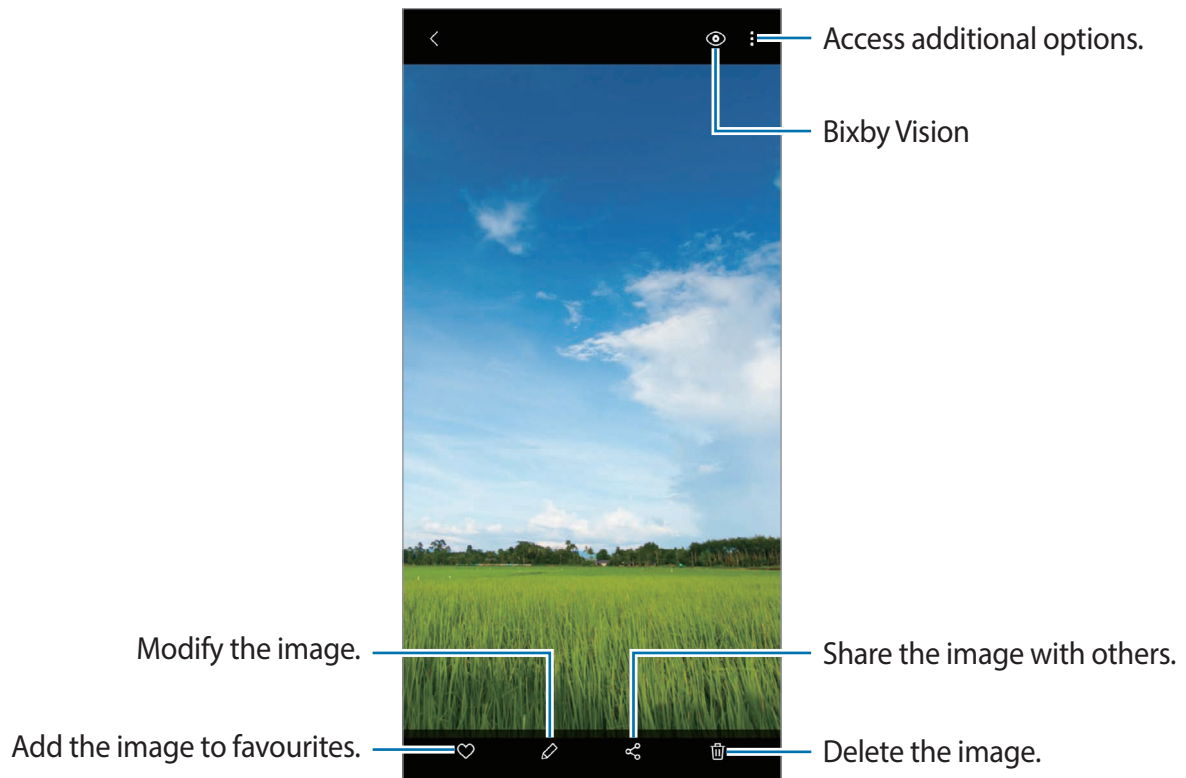 Access additional options.
Bixby Vision
Modify the image.
Share the image with others.
Add the image to favourites.
Delete the image.